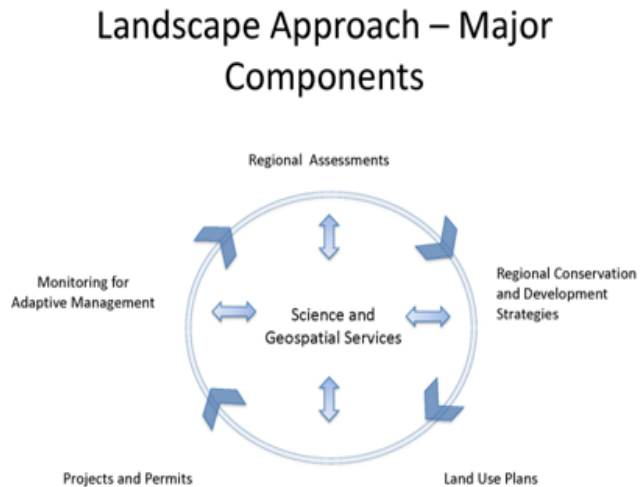 Landscape Approach – Major
Components
Regional Assessments
Monitoring for
Adaptive Management
Regional Conservation
and Development
Strategies
Science and
Geospatial Services
Projects and Permits
Land Use Plans